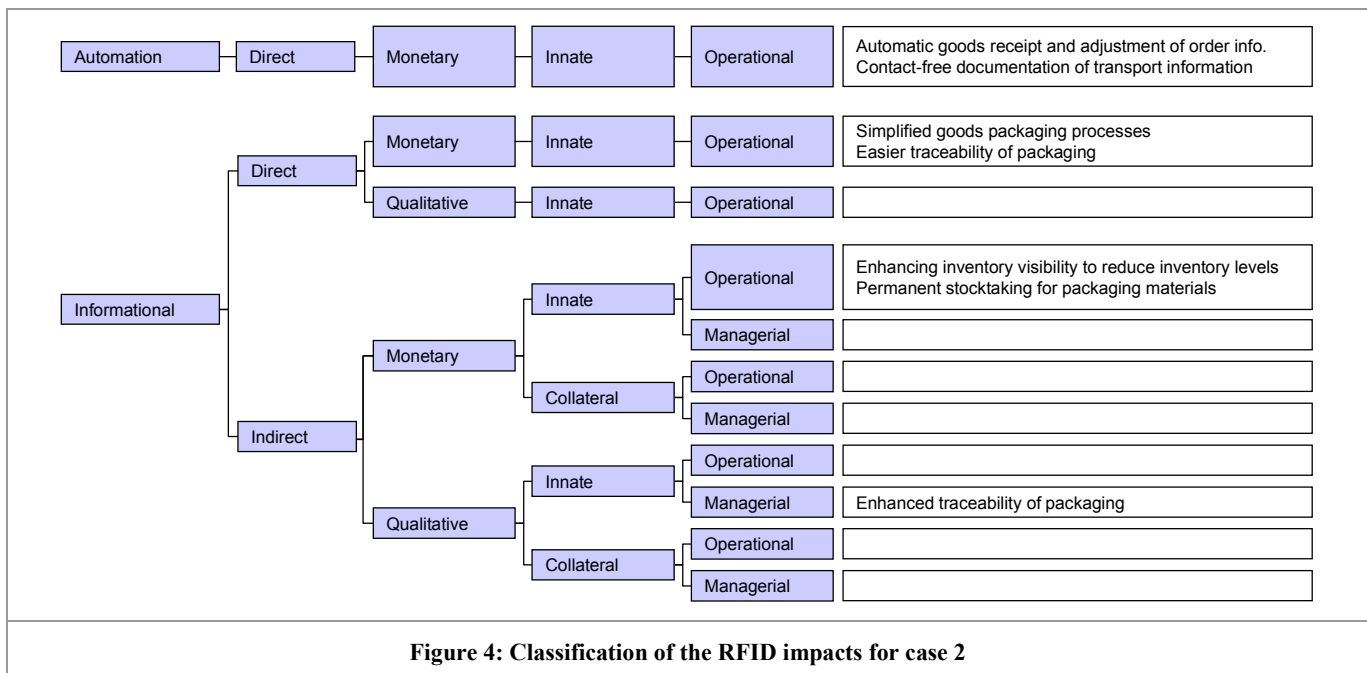 Automation
Direct
Monetary
Innate
Operational
Automatic goods receipt and adjustment of order info.
Contact-free documentation of transport information
Informational
Direct
Monetary
Innate
Operational
Simplified goods packaging processes
Easier traceability of packaging
Qualitative
Innate
Operational
Indirect
Monetary
Innate
Operational
Enhancing inventory visibility to reduce inventory levels
Permanent stocktaking for packaging materials
Managerial
Collateral
Operational
Managerial
Qualitative
Innate
Operational
Managerial
Enhanced traceability of packaging
Collateral
Operational
Managerial
Figure 4: Classification of the RFID impacts for case 2